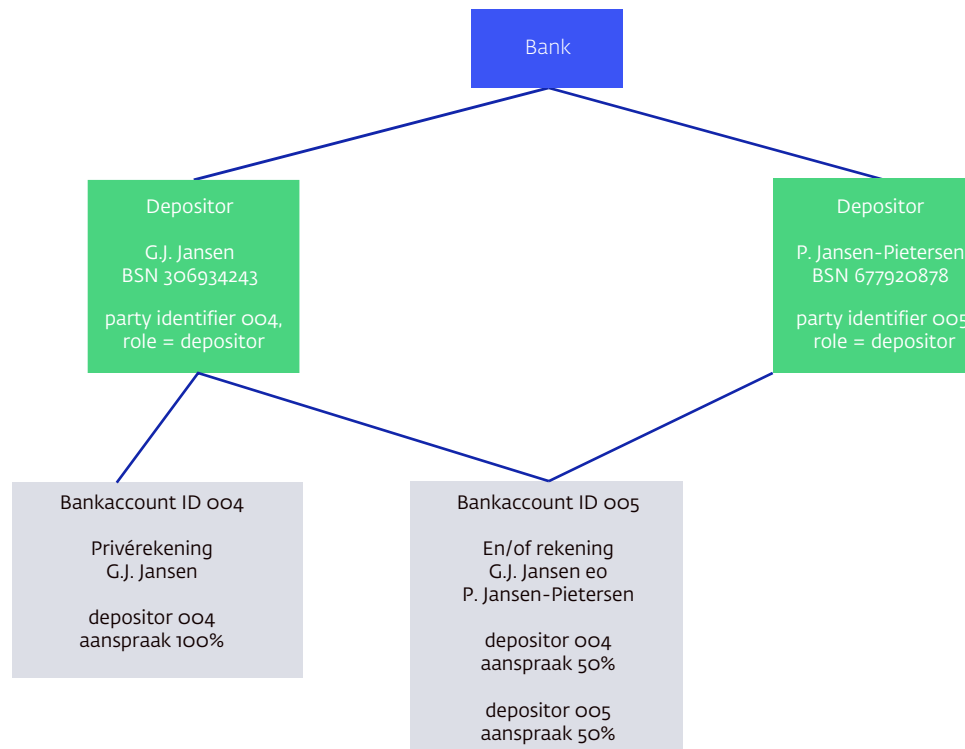 Bank
Depositor
G.J. Jansen
BSN 306934243
party identifier 004,
role = depositor
Depositor
P. Jansen-Pietersen
BSN 677920878
party identifier 005
role = depositor
Bankaccount ID 004
Privérekening
G.J. Jansen
depositor 004
aanspraak 100%
Bankaccount ID 005
En/of rekening
G.J. Jansen eo
P. Jansen-Pietersen
depositor 004
aanspraak 50%
depositor 005
aanspraak 50%